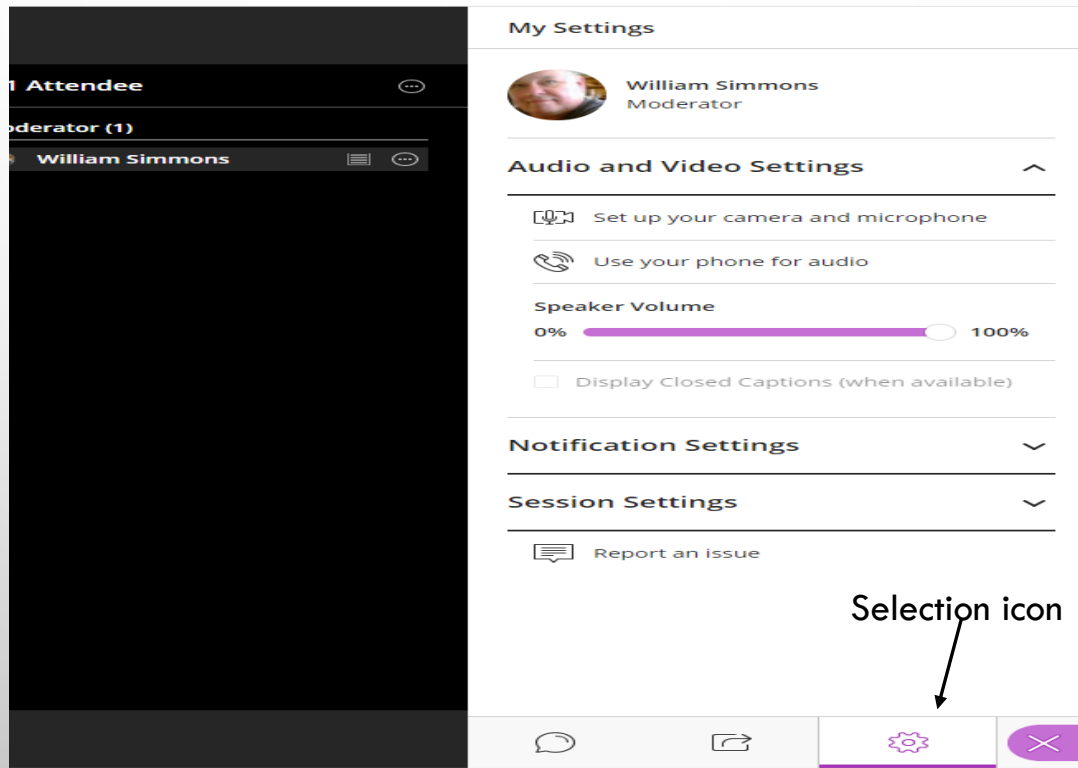 My Settings
1 Attendee
William Simmons
Moderator
oderator (1)
William Simmons
Audio and Video Settings
Set up your camera and microphone
Use your phone for audio
Speaker Volume
0% 100%
Display Closed Captions (when available)
Notification Settings
Session Settings
Report an issue
Selection icon